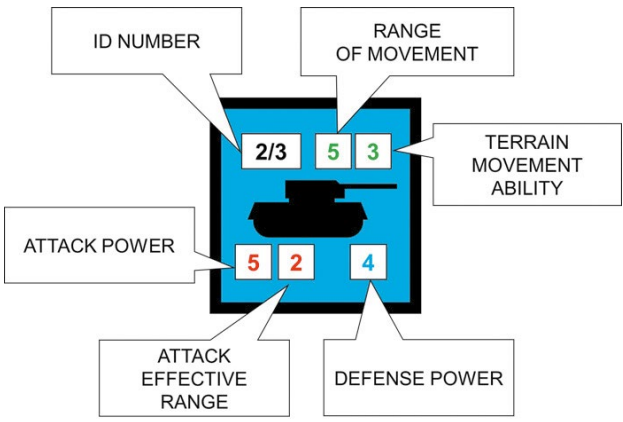 ID NUMBER
RANGE
OF MOVEMENT
2/3
5
3
TERRAIN
MOVEMENT
ABILITY
ATTACK POWER
5
2
4
ATTACK
EFFECTIVE
RANGE
DEFENSE POWER